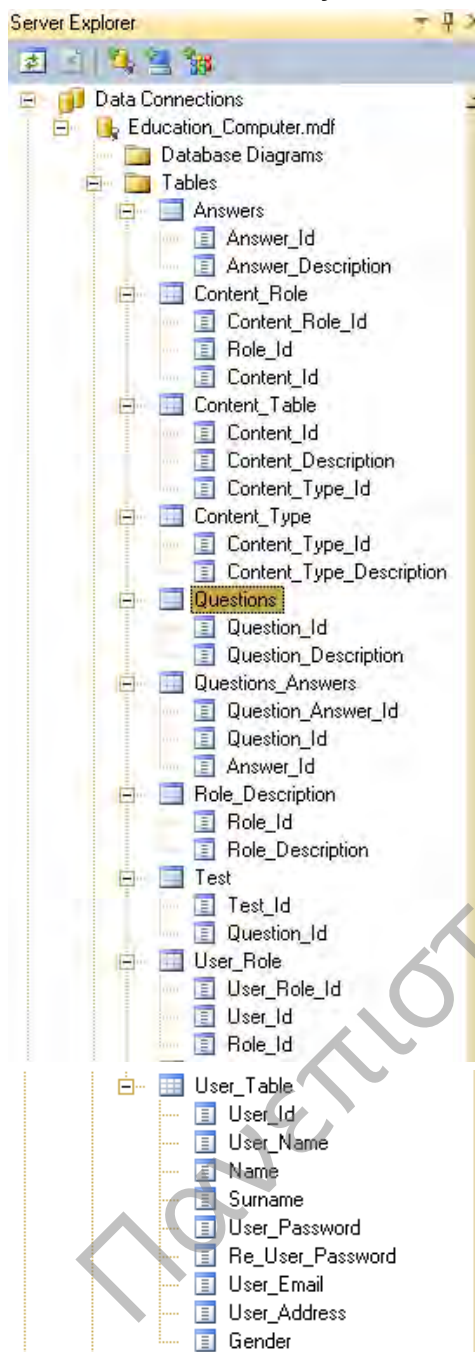 Server Explorer
Data Connections
Education_Computer.mdf
Database Diagrams
Tables
Answers
Answer_Id
Answer_Description
Content_Role
Content_Role_Id
Role_Id
Content_Id
Content_Table
Content_Id
Content_Description
Content_Type_Id
Content_Type
Content_Type_Id
Content_Type_Description
Questions
Question_Id
Question_Description
Questions_Answers
Question_Answer_Id
Question_Id
Answer_Id
Role_Description
Role_Id
Role_Description
Test
Test_Id
Question_Id
User_Role
User_Role_Id
User_Id
Role_Id
User_Table
User_Id
User_Name
Name
Surname
User_Password
Re_User_Password
User_Email
User_Address
Gender
Πανεπιστ